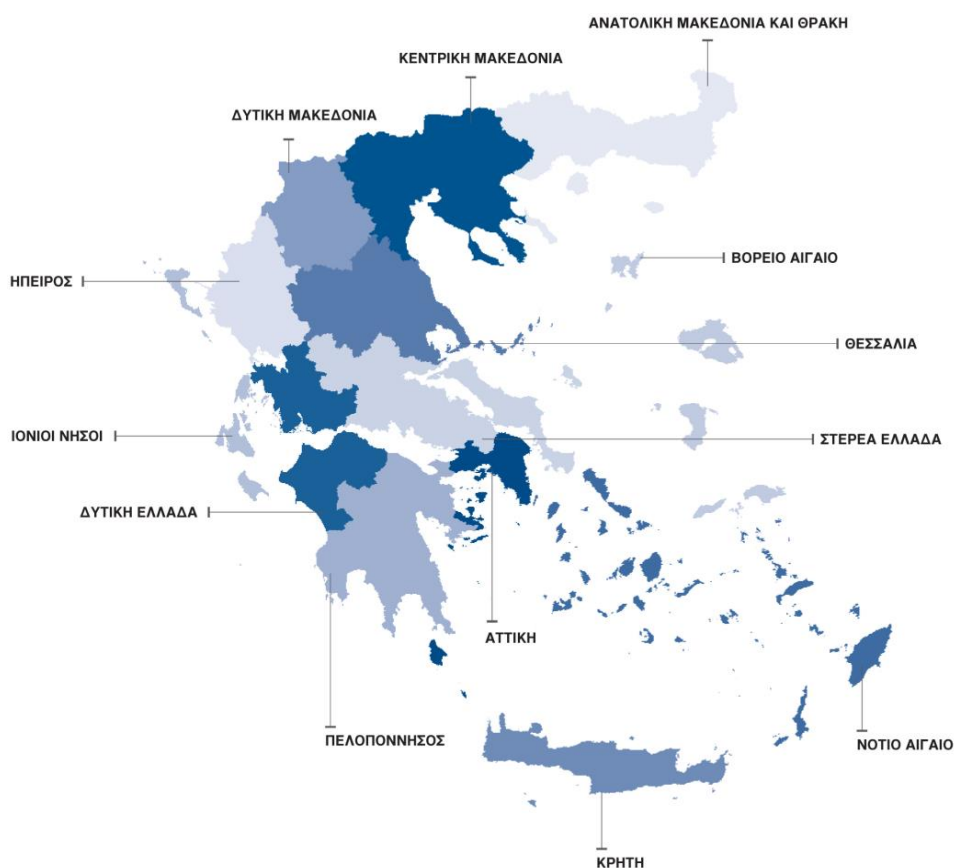 ΑΝΑΤΟΛΙΚΗ ΜΑΚΕΔΟΝΙΑ ΚΑΙ ΘΡΑΚΗ
ΚΕΝΤΡΙΚΗ ΜΑΚΕΔΟΝΙΑ
ΔΥΤΙΚΗ ΜΑΚΕΔΟΝΙΑ
ΒΟΡΕΙΟ ΑΙΓΑΙΟ
ΗΠΕΙΡΟΣ
ΘΕΣΣΑΛΙΑ
ΙΟΝΙΟΙ ΝΗΣΟΙ
ΣΤΕΡΕΑ ΕΛΛΑΔΑ
ΔΥΤΙΚΗ ΕΛΛΑΔΑ
ΑΤΤΙΚΗ
ΠΕΛΟΠΟΝΝΗΣΟΣ
ΝΟΤΙΟ ΑΙΓΑΙΟ
ΚΡΗΤΗ